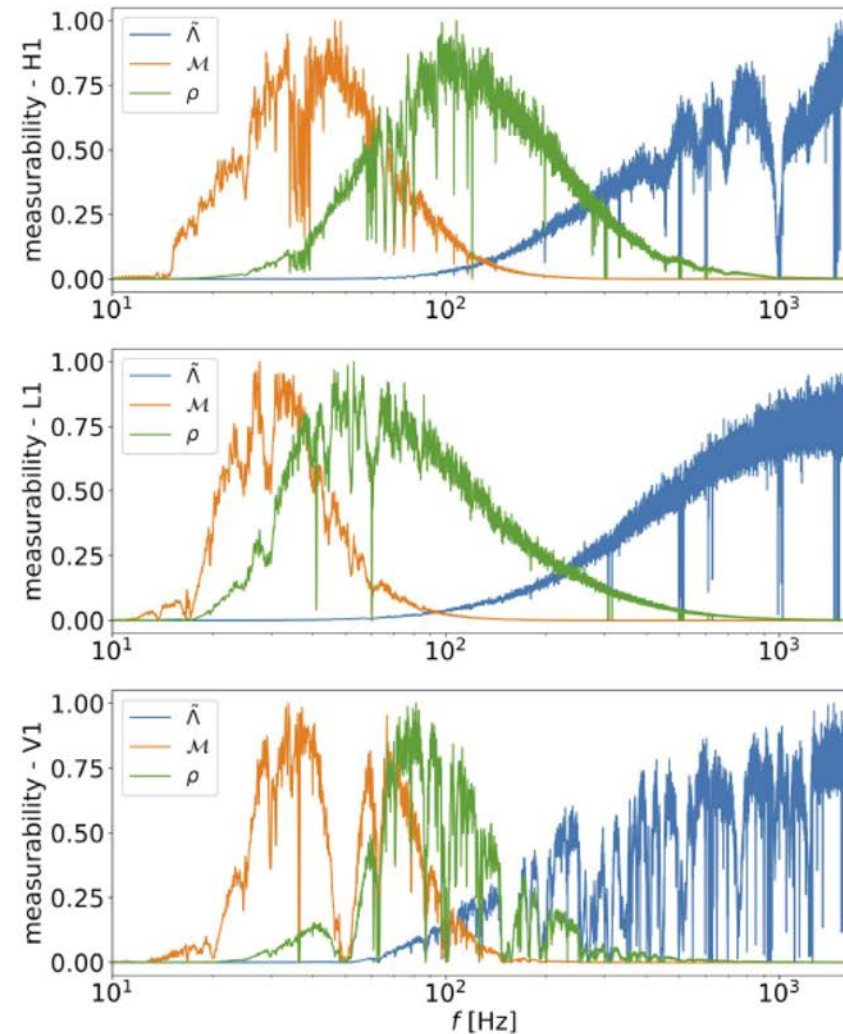 measurability - H1
1.00
0.75
0.50
0.25
0.00
Λ̃
ℳ
ρ
10¹ 10² 10³
measurability - L1
1.00
0.75
0.50
0.25
0.00
Λ̃
ℳ
ρ
10¹ 10² 10³
measurability - V1
1.00
0.75
0.50
0.25
0.00
Λ̃
ℳ
ρ
10¹ 10² 10³
f [Hz]